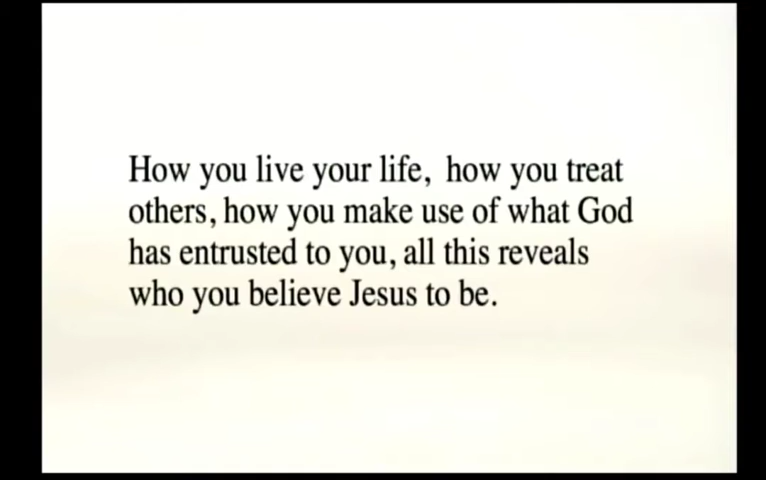 How you live your life, how you treat
others, how you make use of what God
has entrusted to you, all this reveals
who you believe Jesus to be.